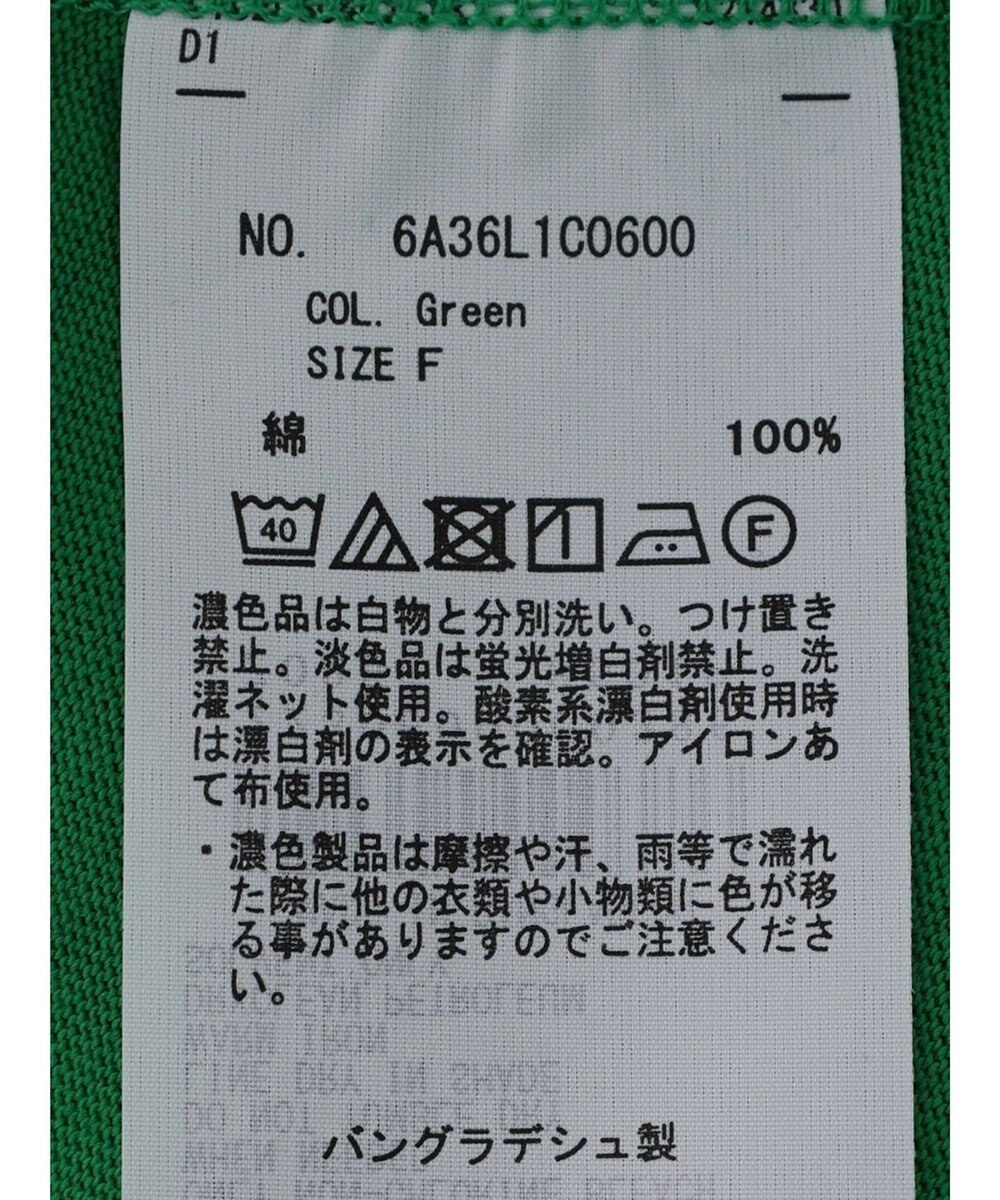 D1
NO. 6A36L1C0600
COL. Green
SIZE F
綿 100%
40 F
濃色品は白物と分別洗い。つけ置き
禁止。淡色品は蛍光増白剤禁止。洗
濯ネット使用。酸素系漂白剤使用時
は漂白剤の表示を確認。アイロンあ
て布使用。
・濃色製品は摩擦や汗、雨等で濡れ
た際に他の衣類や小物類に色が移
る事がありますのでご注意くださ
い。
バングラデシュ製